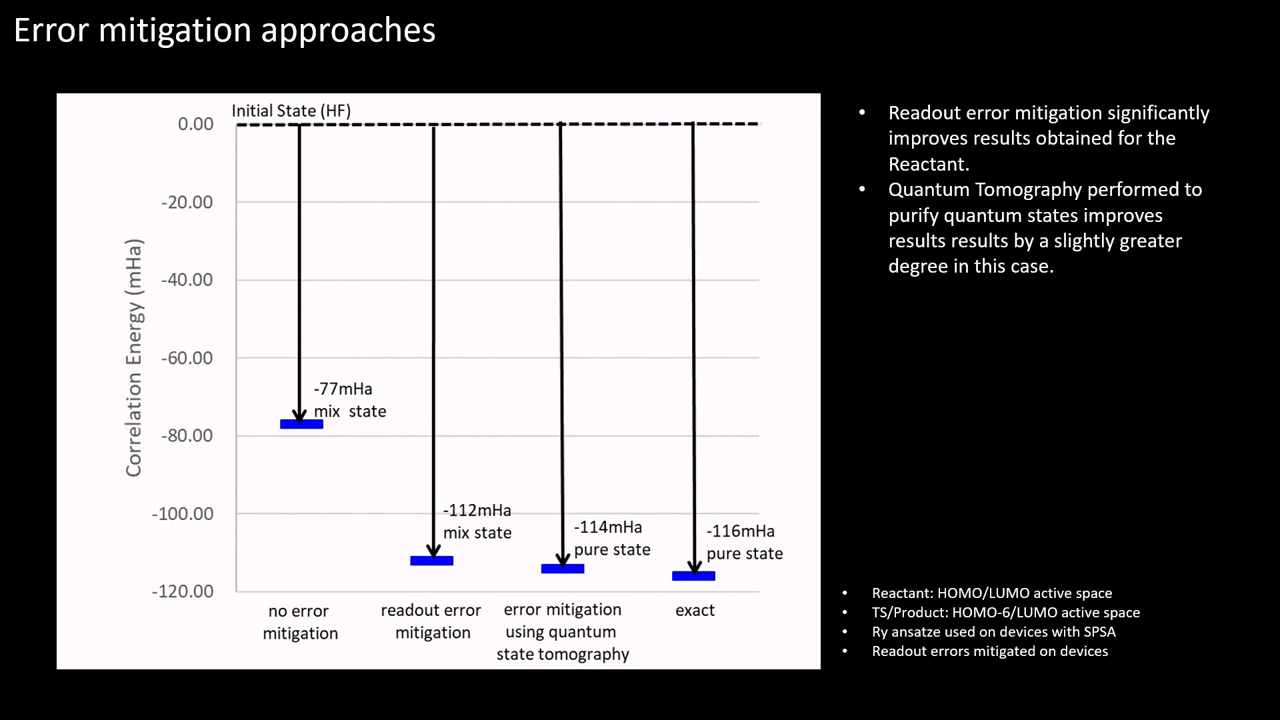 Error mitigation approaches
Initial State (HF)
0.00
-20.00
-40.00
-60.00
-80.00
-100.00
-120.00
Correlation Energy (mHa)
-77mHa
mix state
-112mHa
mix state
-114mHa
pure state
-116mHa
pure state
no error
mitigation
readout error
mitigation
error mitigation
using quantum
state tomography
exact
• Readout error mitigation significantly
improves results obtained for the
Reactant.
• Quantum Tomography performed to
purify quantum states improves
results results by a slightly greater
degree in this case.
• Reactant: HOMO/LUMO active space
• TS/Product: HOMO-6/LUMO active space
• Ry ansatze used on devices with SPSA
• Readout errors mitigated on devices